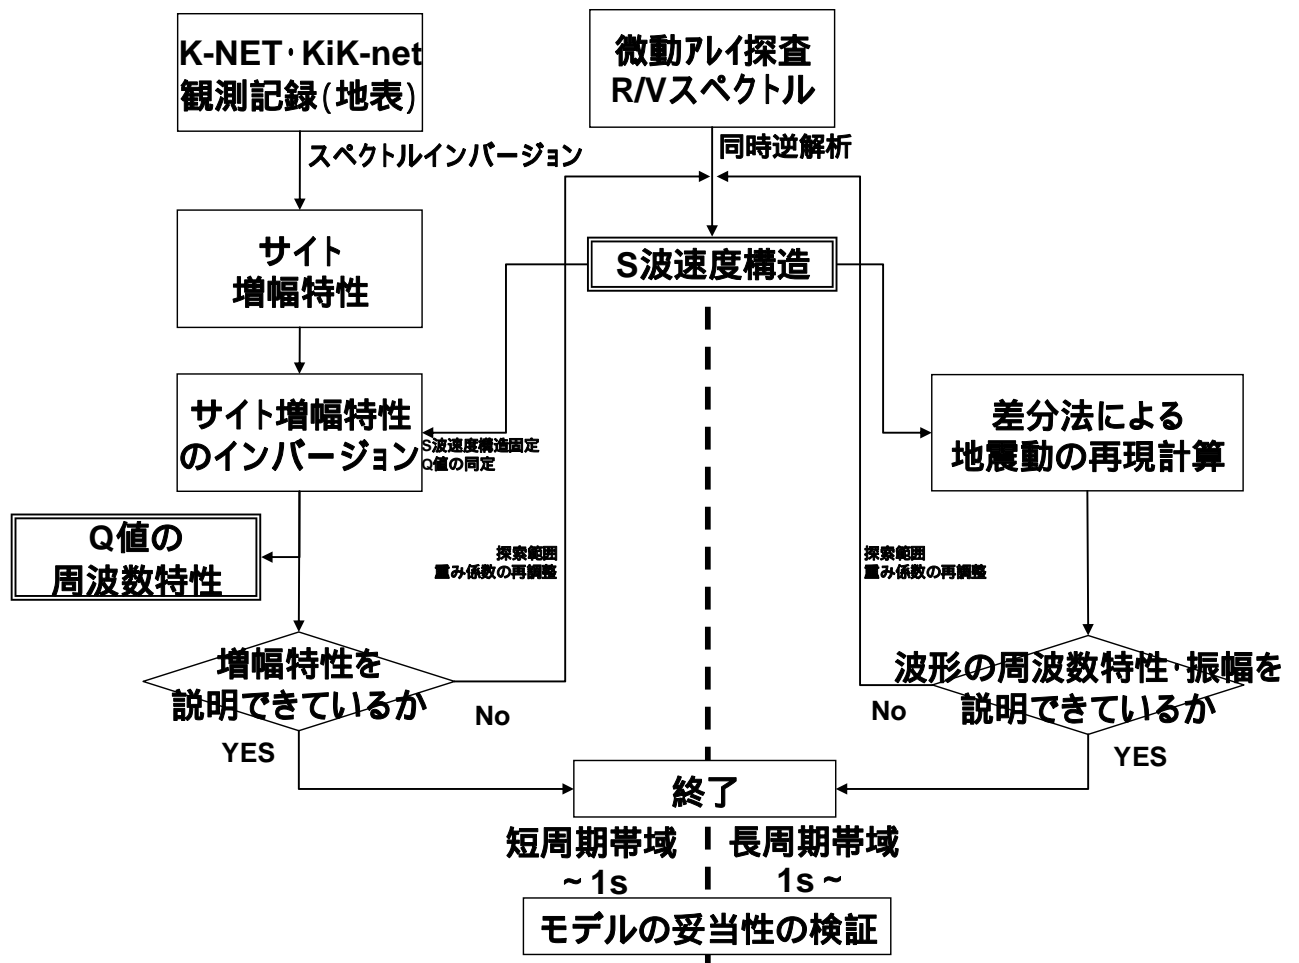 K-NET・KiK-net
観測記録(地表)
微動アレイ探査
R/Vスペクトル
スペクトルインバージョン
同時逆解析
サイト
増幅特性
S波速度構造
サイト増幅特性
のインバージョン
S波速度構造固定
Q値の同定
差分法による
地震動の再現計算
Q値の
周波数特性
探索範囲
重み係数の再調整
探索範囲
重み係数の再調整
増幅特性を
説明できているか
No
YES
波形の周波数特性・振幅を
説明できているか
No
YES
終了
短周期帯域
~ 1s
長周期帯域
1s ~
モデルの妥当性の検証